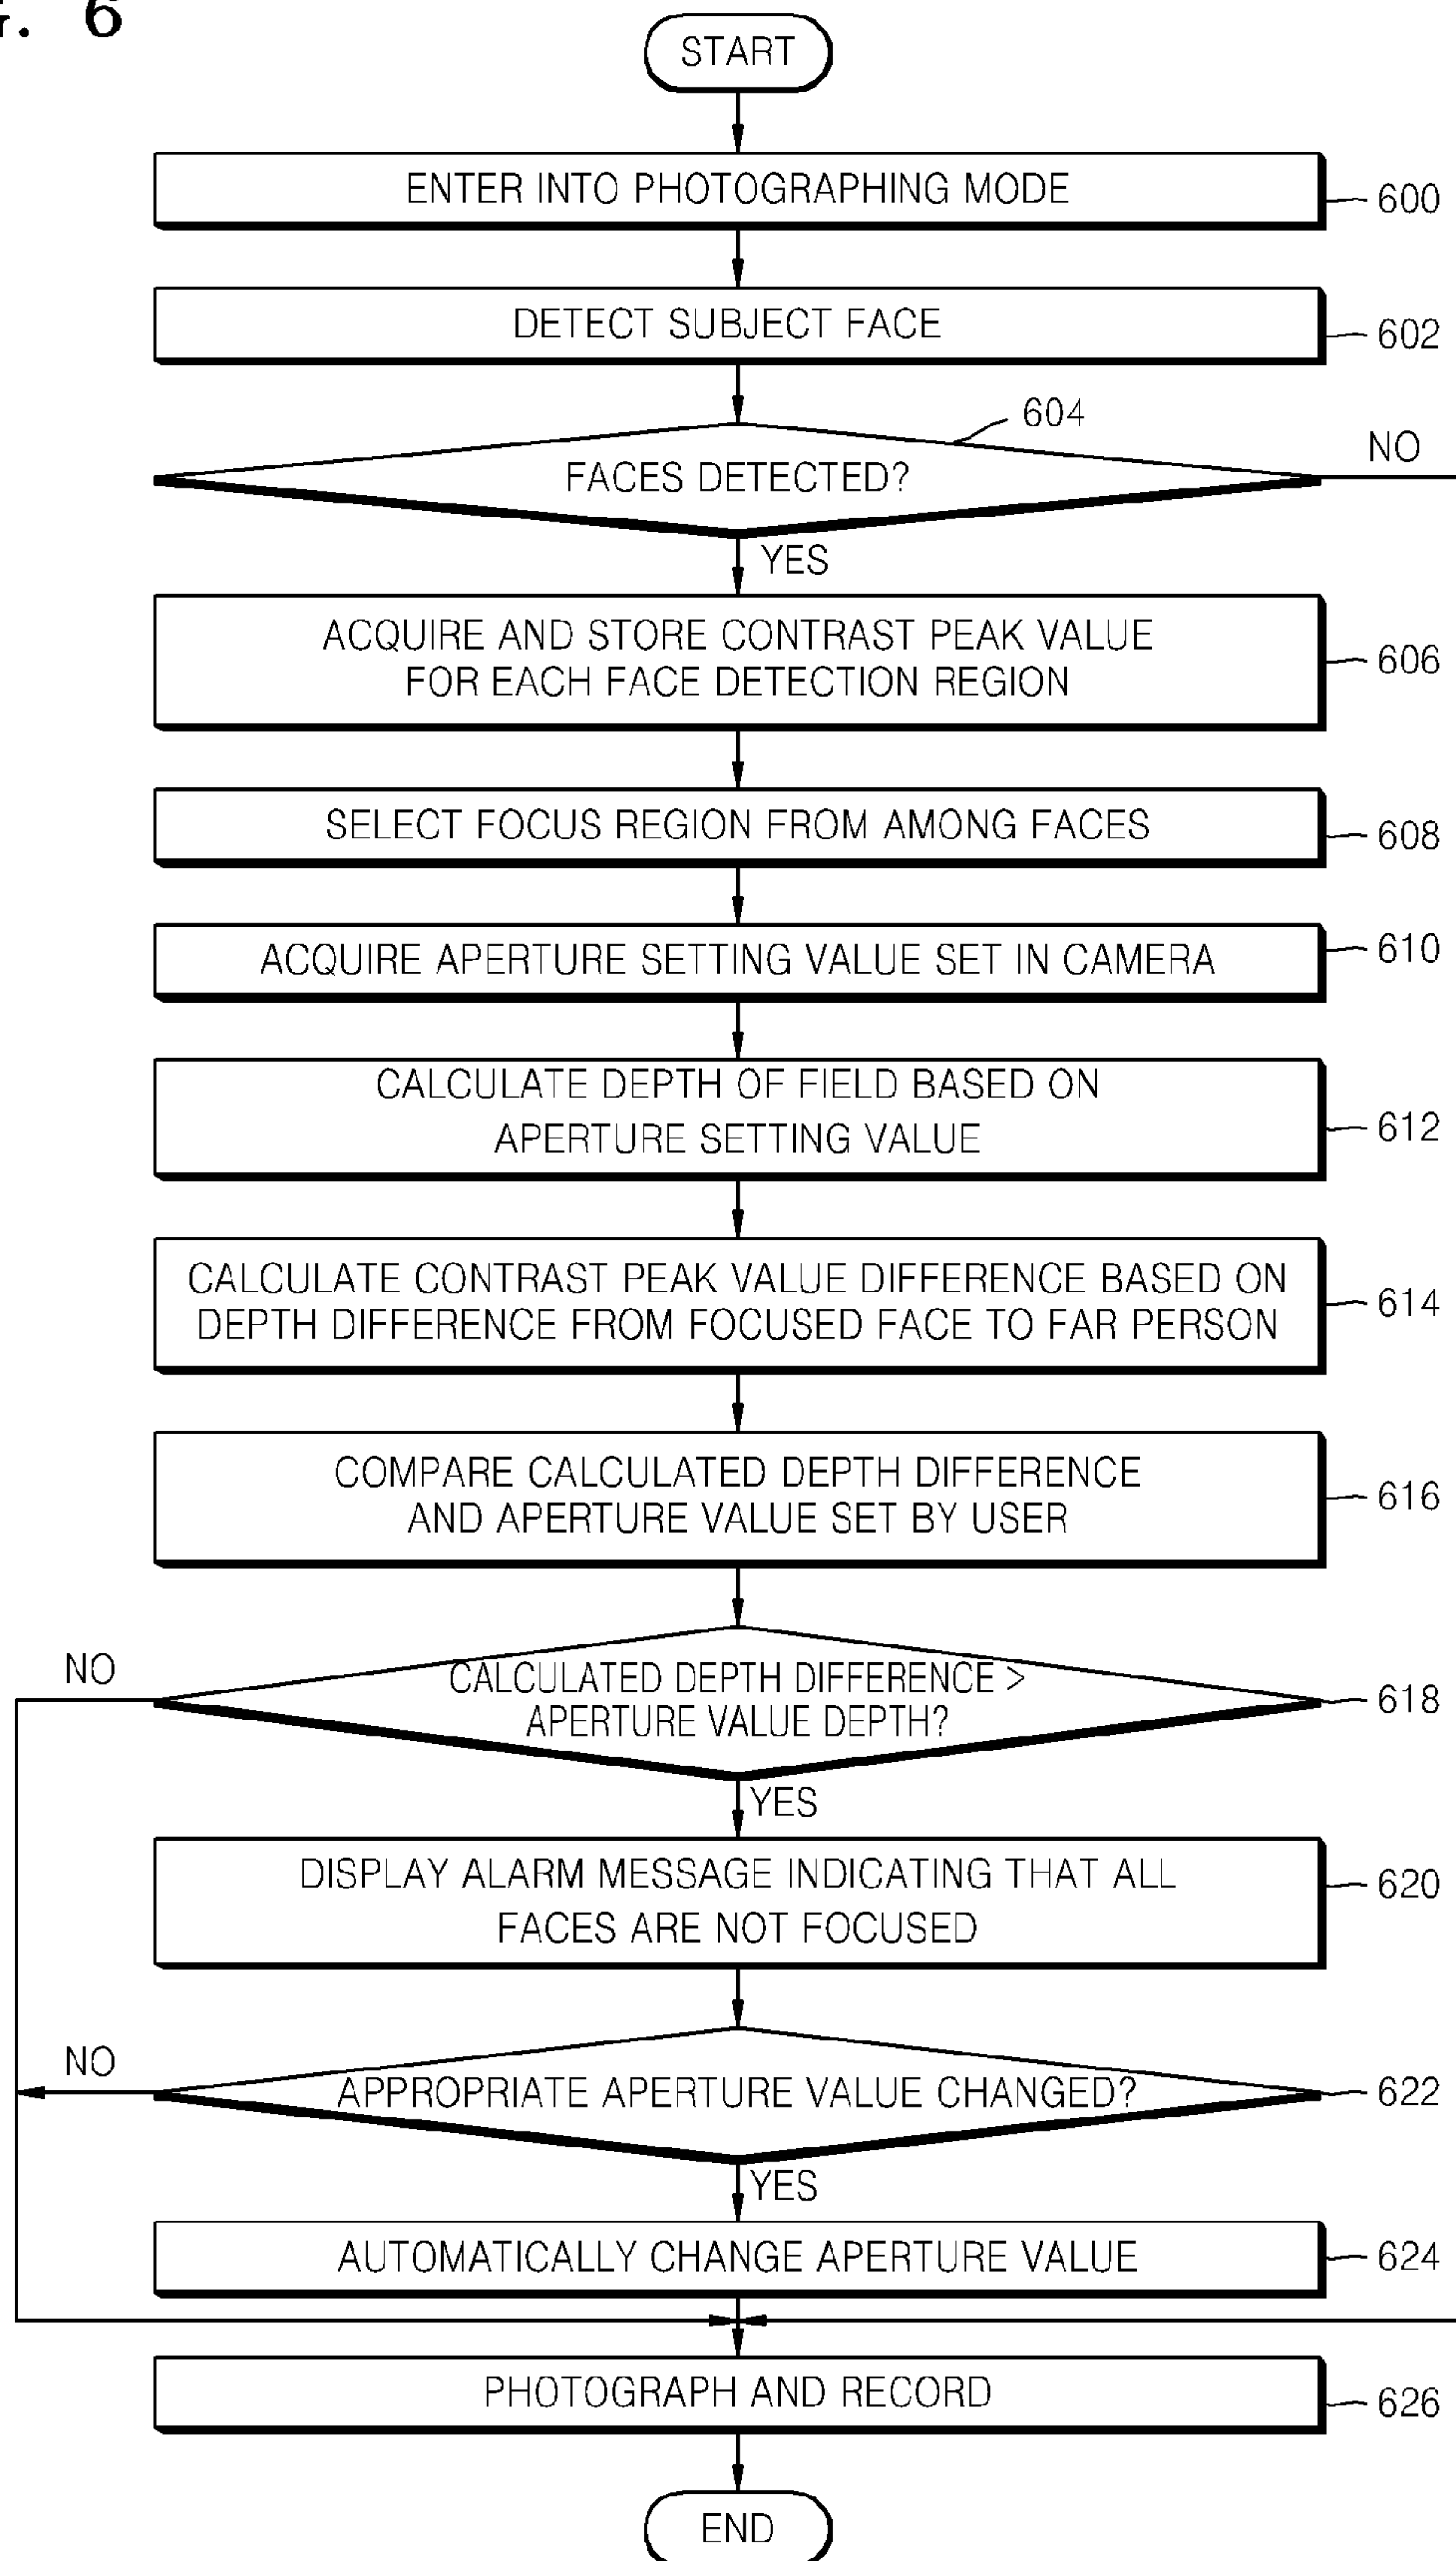 G. 6
START
ENTER INTO PHOTOGRAPHING MODE
600
DETECT SUBJECT FACE
602
604
NO
FACES DETECTED?
YES
ACQUIRE AND STORE CONTRAST PEAK VALUE
FOR EACH FACE DETECTION REGION
606
SELECT FOCUS REGION FROM AMONG FACES
608
ACQUIRE APERTURE SETTING VALUE SET IN CAMERA
610
CALCULATE DEPTH OF FIELD BASED ON
APERTURE SETTING VALUE
612
CALCULATE CONTRAST PEAK VALUE DIFFERENCE BASED ON
DEPTH DIFFERENCE FROM FOCUSED FACE TO FAR PERSON
614
COMPARE CALCULATED DEPTH DIFFERENCE
AND APERTURE VALUE SET BY USER
616
NO
CALCULATED DEPTH DIFFERENCE >
APERTURE VALUE DEPTH?
618
YES
DISPLAY ALARM MESSAGE INDICATING THAT ALL
FACES ARE NOT FOCUSED
620
NO
APPROPRIATE APERTURE VALUE CHANGED?
622
YES
AUTOMATICALLY CHANGE APERTURE VALUE
624
PHOTOGRAPH AND RECORD
626
END